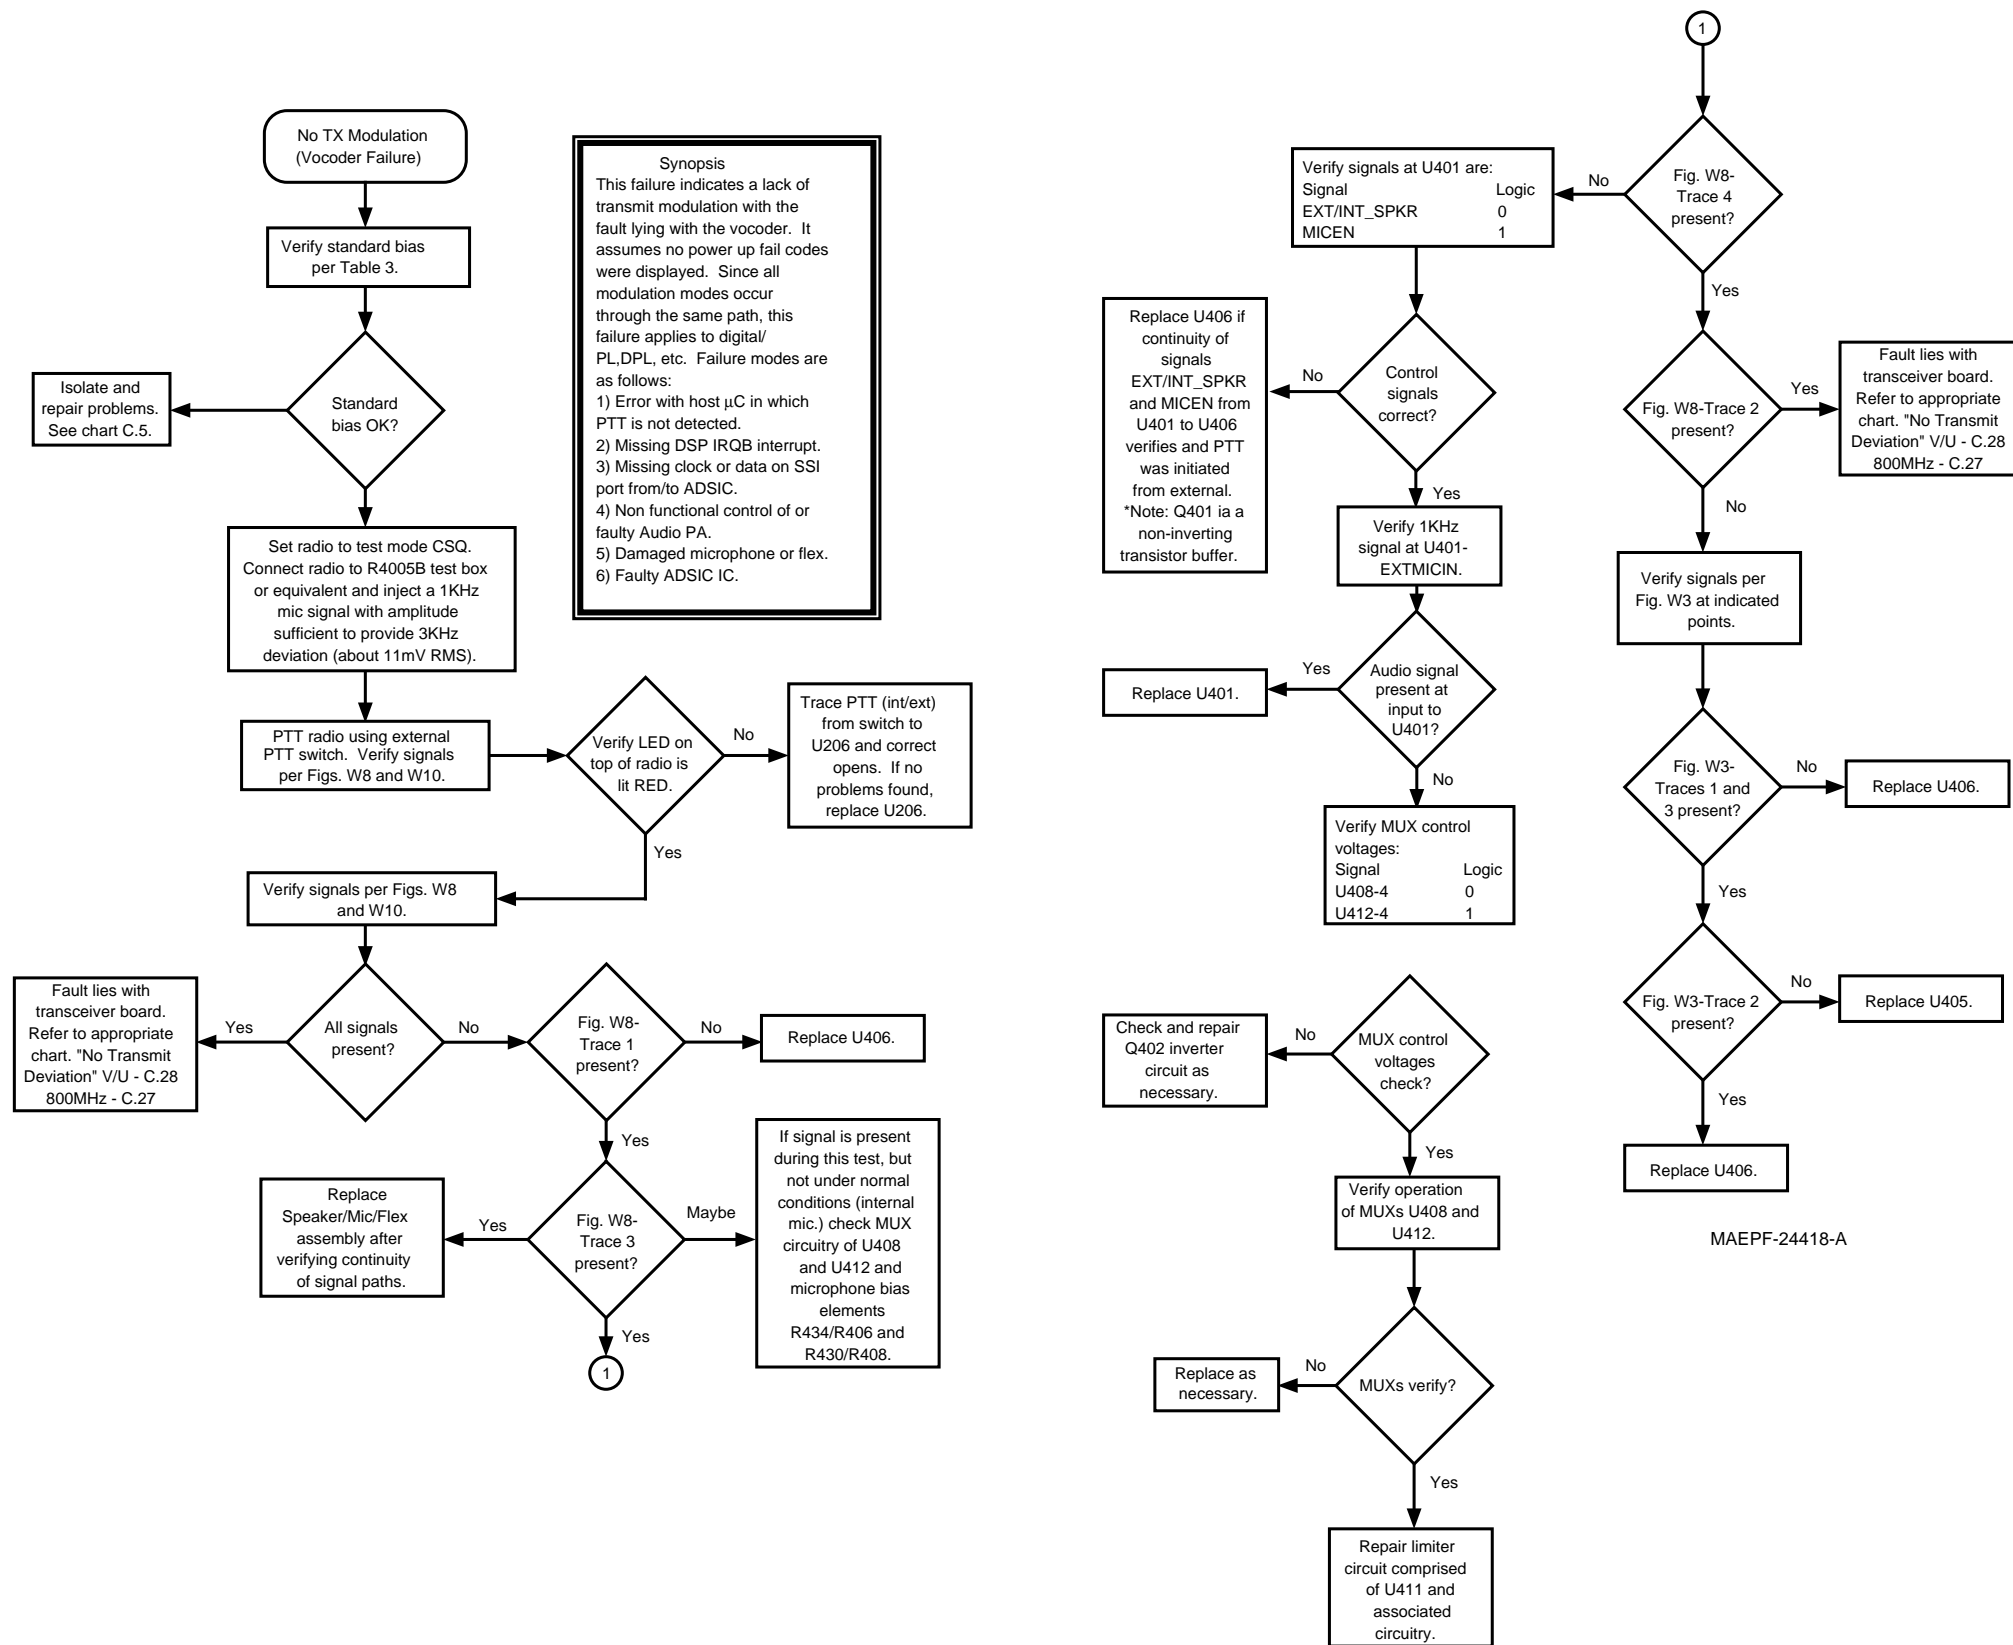 No TX Modulation
(Vocoder Failure)
Verify standard bias
per Table 3.
Standard
bias OK?
Isolate and
repair problems.
See chart C.5.
Set radio to test mode CSQ.
Connect radio to R4005B test box
or equivalent and inject a 1KHz
mic signal with amplitude
sufficient to provide 3KHz
deviation (about 11mV RMS).
PTT radio using external
PTT switch.  Verify signals
per Figs. W8 and W10.
Synopsis
This failure indicates a lack of
transmit modulation with the
fault lying with the vocoder.  It
assumes no power up fail codes
were displayed.  Since all
modulation modes occur
through the same path, this
failure applies to digital/
PL,DPL, etc.  Failure modes are
as follows:
1) Error with host µC in which
PTT is not detected.
2) Missing DSP IRQB interrupt.
3) Missing clock or data on SSI
port from/to ADSIC.
4) Non functional control of or
faulty Audio PA.
5) Damaged microphone or flex.
6) Faulty ADSIC IC.
Verify LED on
top of radio is
lit RED.
No
Trace PTT (int/ext)
from switch to
U206 and correct
opens.  If no
problems found,
replace U206.
Yes
Verify signals per Figs. W8
and W10.
All signals
present?
Yes
Fault lies with
transceiver board.
Refer to appropriate
chart. "No Transmit
Deviation" V/U - C.28
800MHz - C.27
No
Fig. W8-
Trace 1
present?
No
Replace U406.
Yes
Fig. W8-
Trace 3
present?
Yes
Replace
Speaker/Mic/Flex
assembly after
verifying continuity
of signal paths.
Maybe
If signal is present
during this test, but
not under normal
conditions (internal
mic.) check MUX
circuitry of U408
and U412 and
microphone bias
elements
R434/R406 and
R430/R408.
Yes
1
1
Fig. W8-
Trace 4
present?
No
Verify signals at U401 are:
Signal Logic
EXT/INT_SPKR 0
MICEN 1
Control
signals
correct?
No
Replace U406 if
continuity of
signals
EXT/INT_SPKR
and MICEN from
U401 to U406
verifies and PTT
was initiated
from external.
*Note: Q401 ia a
non-inverting
transistor buffer.
Yes
Verify 1KHz
signal at U401-
EXTMICIN.
Audio signal
present at
input to
U401?
Yes
Replace U401.
No
Verify MUX control
voltages:
Signal Logic
U408-4 0
U412-4 1
MUX control
voltages
check?
No
Check and repair
Q402 inverter
circuit as
necessary.
Yes
Verify operation
of MUXs U408 and
U412.
MUXs verify?
No
Replace as
necessary.
Yes
Repair limiter
circuit comprised
of U411 and
associated
circuitry.
Yes
Fig. W8-Trace 2
present?
Yes
Fault lies with
transceiver board.
Refer to appropriate
chart. "No Transmit
Deviation" V/U - C.28
800MHz - C.27
No
Verify signals per
Fig. W3 at indicated
points.
Fig. W3-
Traces 1 and
3 present?
No
Replace U406.
Yes
Fig. W3-Trace 2
present?
No
Replace U405.
Yes
Replace U406.
MAEPF-24418-A